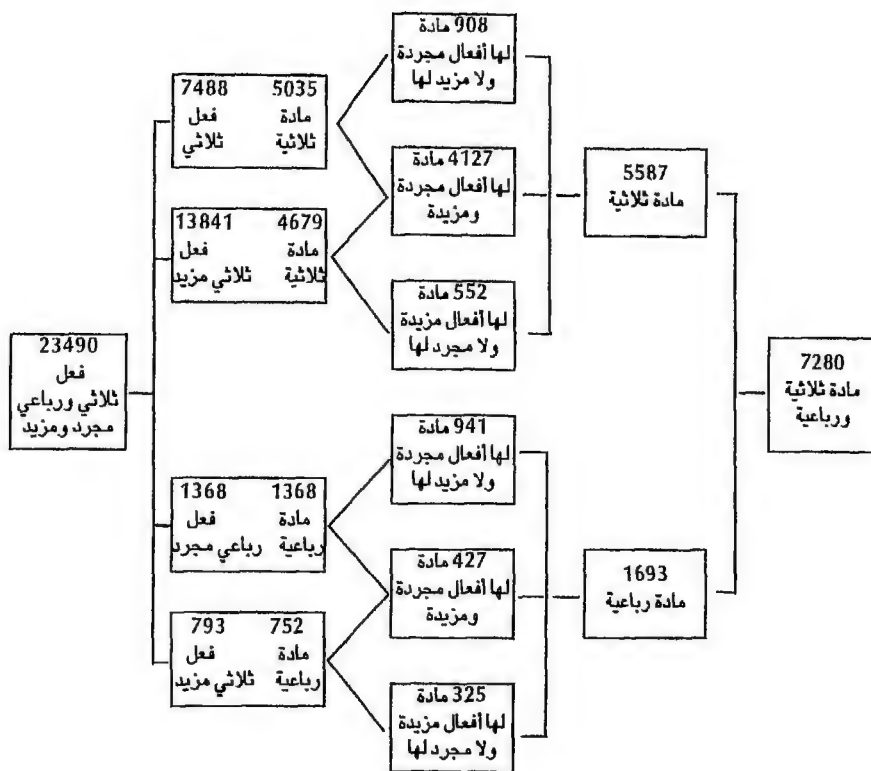 7280
مادة ثلاثية
ورباعية
5587
مادة ثلاثية
1693
مادة رباعية
908 مادة
لها أفعال مجردة
ولا مزيد لها
4127 مادة
لها أفعال مجردة
ومزيدة
552 مادة
لها أفعال مزيدة
ولا مجرد لها
941 مادة
لها أفعال مجردة
ولا مزيد لها
427 مادة
لها أفعال مجردة
ومزيدة
325 مادة
لها أفعال مزيدة
ولا مجرد لها
5035 7488
مادة فعل
ثلاثية ثلاثي
4679 13841
مادة فعل
ثلاثية ثلاثي مزيد
1368 1368
مادة فعل
رباعية رباعي مجرد
752 793
مادة فعل
رباعية ثلاثي مزيد
23490
فعل
ثلاثي ورباعي
مجرد ومزيد